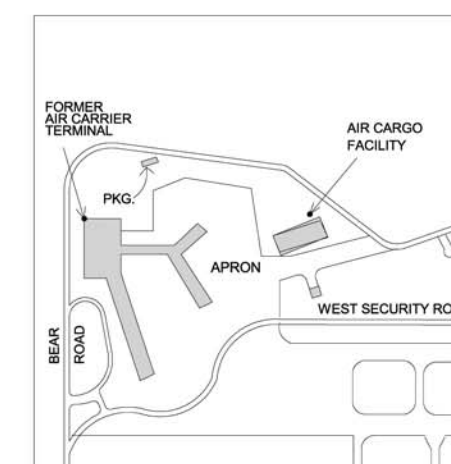 FORMER
AIR CARRIER
TERMINAL
AIR CARGO
FACILITY
PKG.
APRON
WEST SECURITY RO
BEAR
ROAD